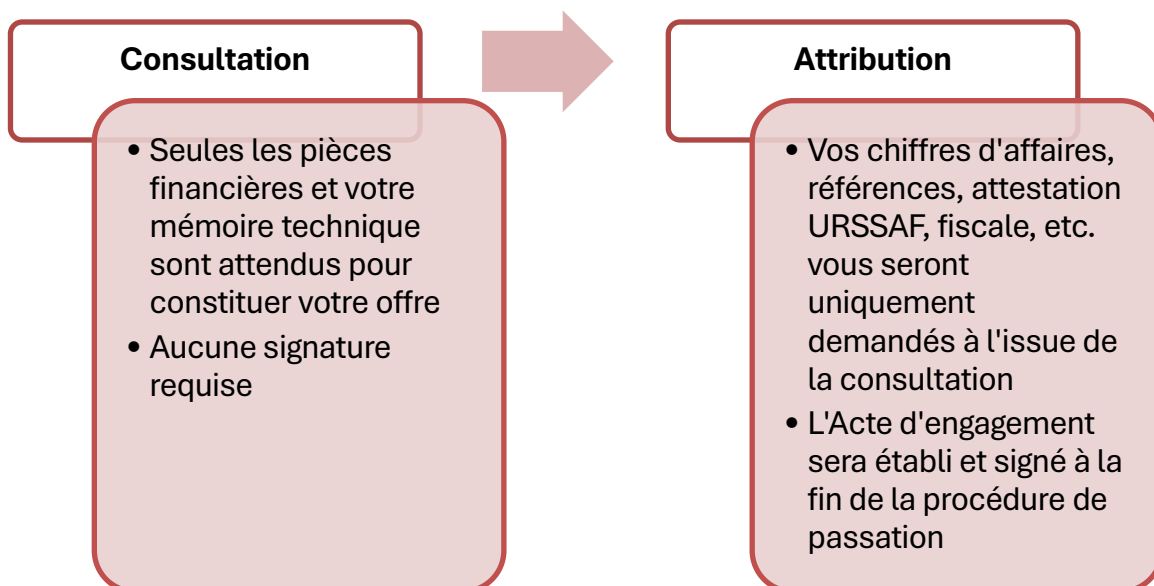 Consultation
• Seules les pièces
financières et votre
mémoire technique
sont attendus pour
constituer votre offre
• Aucune signature
requise
Attribution
• Vos chiffres d'affaires,
références, attestation
URSSAF, fiscale, etc.
vous seront
uniquement
demandés à l'issue de
la consultation
• L'Acte d'engagement
sera établi et signé à la
fin de la procédure de
passation